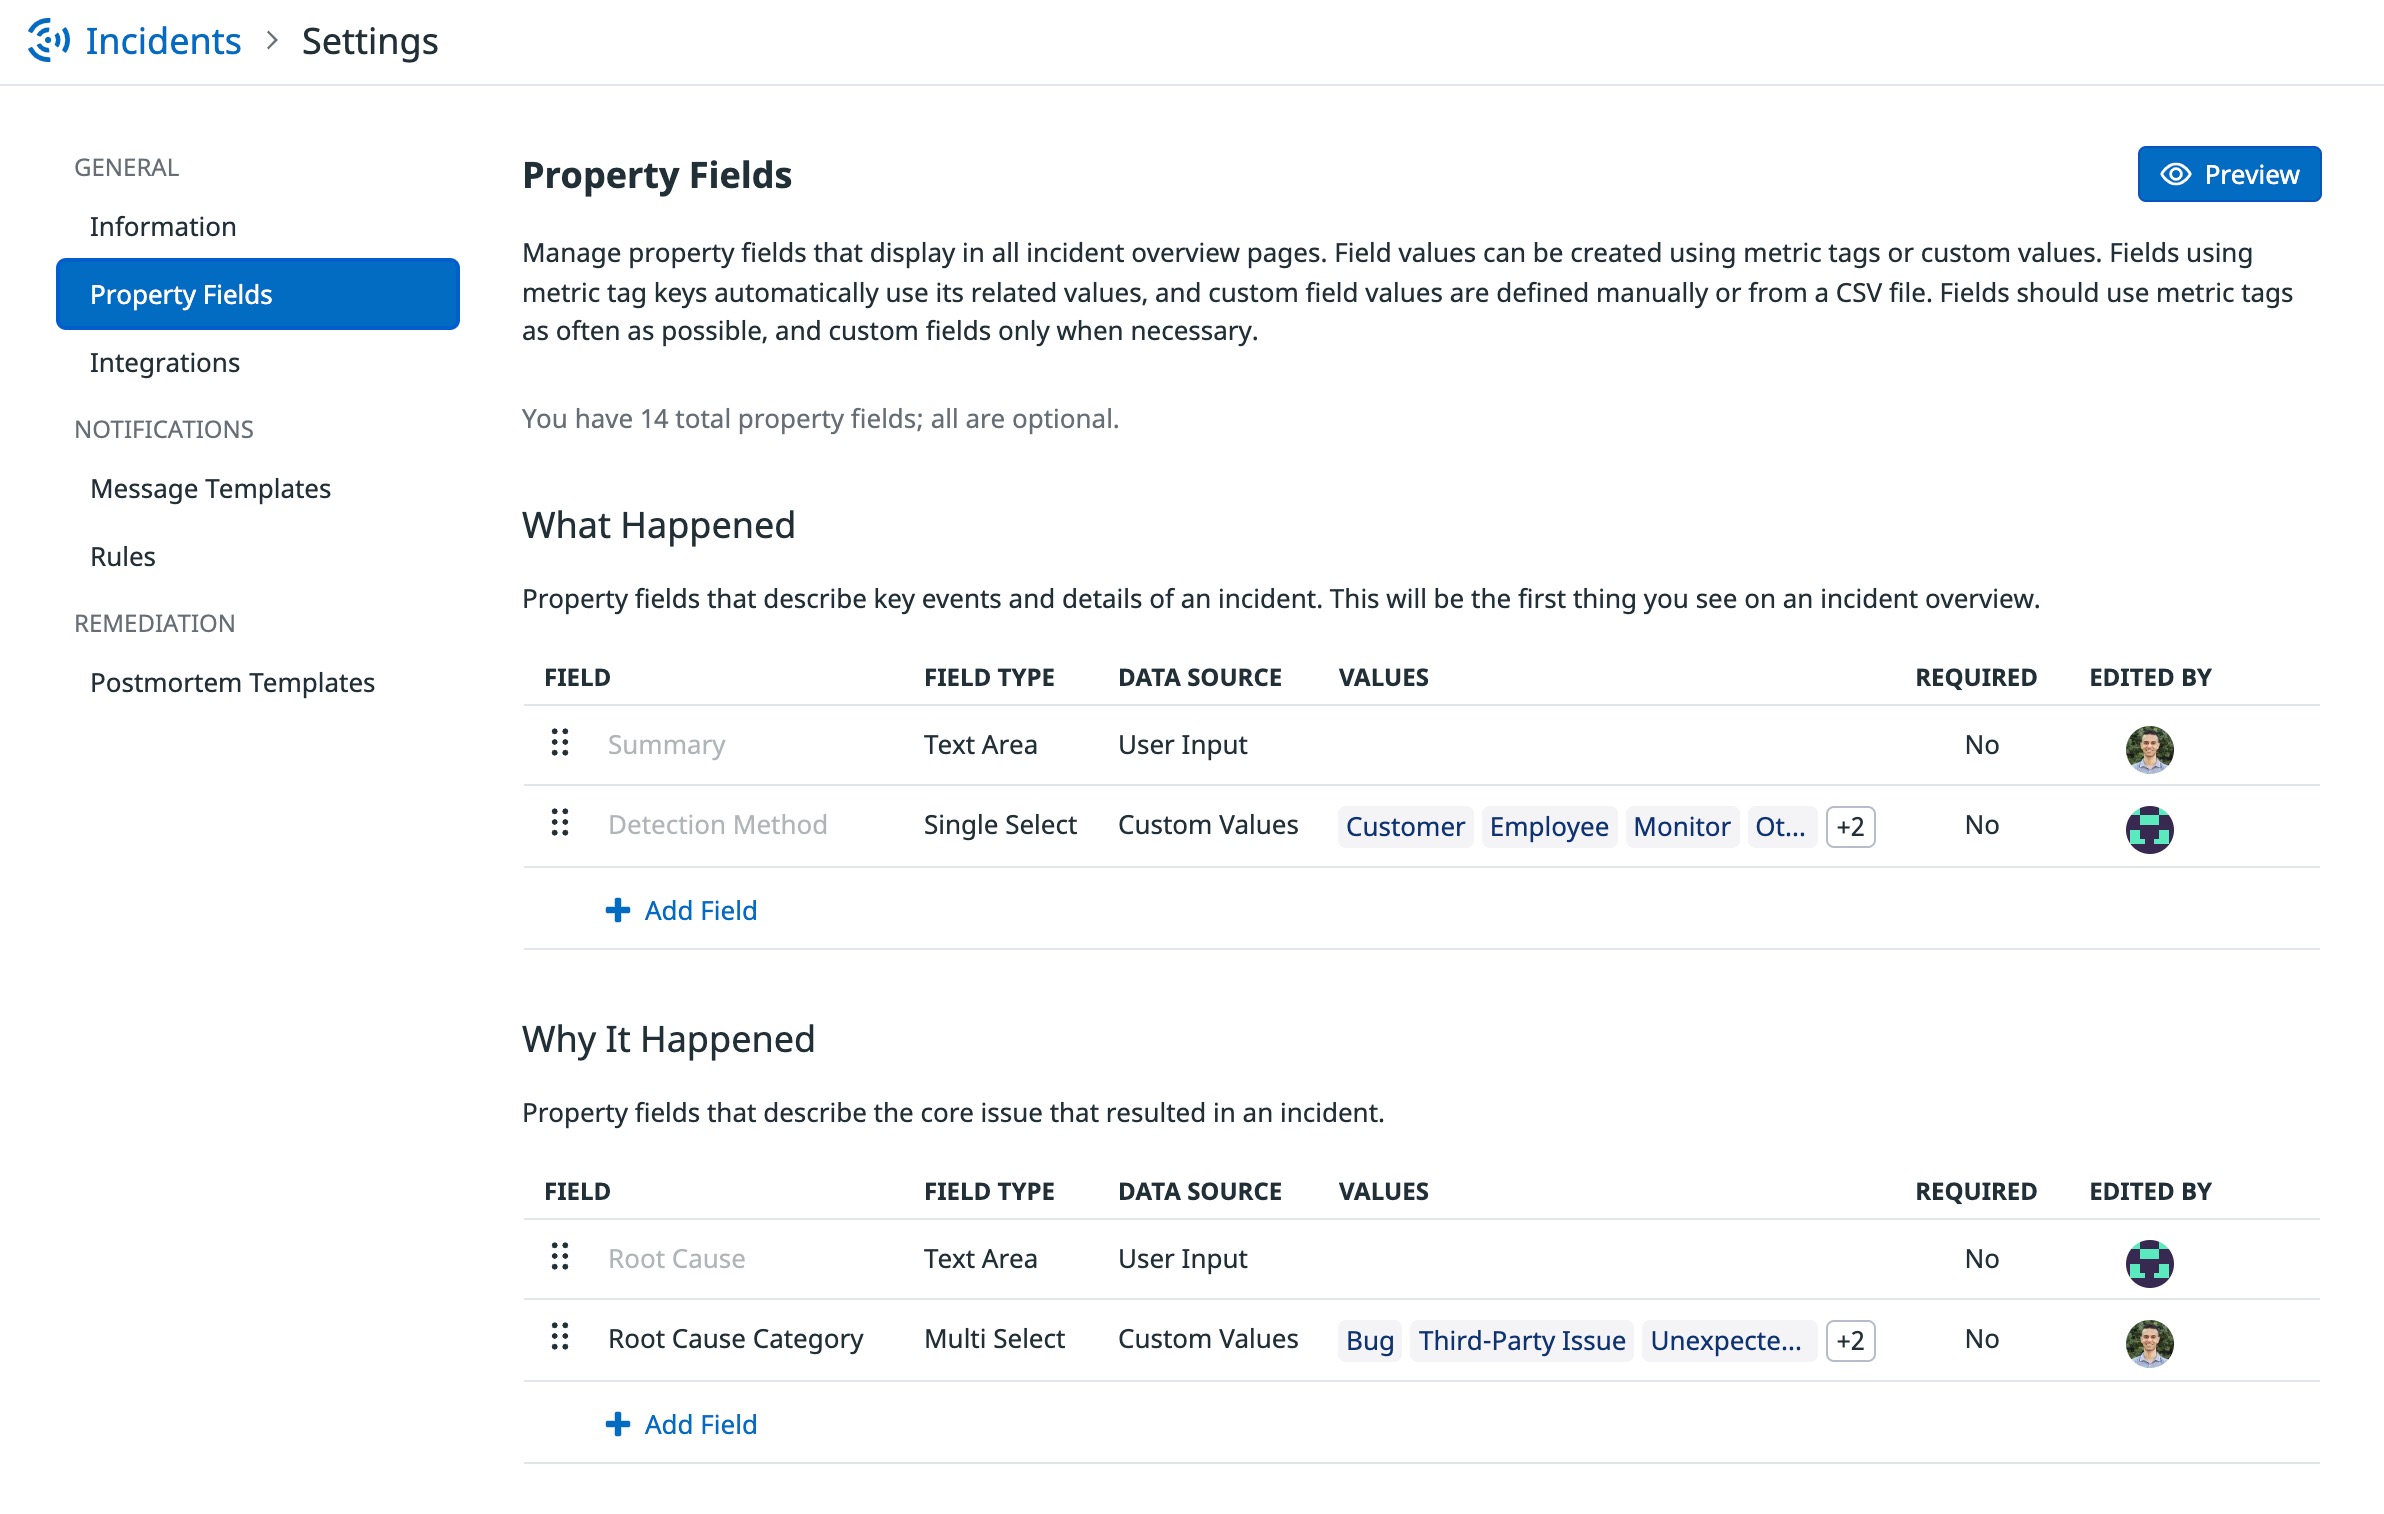 Incidents > Settings
GENERAL
Information
Property Fields
Integrations
NOTIFICATIONS
Message Templates
Rules
REMEDIATION
Postmortem Templates
Property Fields
Preview
Manage property fields that display in all incident overview pages. Field values can be created using metric tags or custom values. Fields using
metric tag keys automatically use its related values, and custom field values are defined manually or from a CSV file. Fields should use metric tags
as often as possible, and custom fields only when necessary.
You have 14 total property fields; all are optional.
What Happened
Property fields that describe key events and details of an incident. This will be the first thing you see on an incident overview.
FIELD FIELD TYPE DATA SOURCE VALUES REQUIRED EDITED BY
Summary Text Area User Input No
Detection Method Single Select Custom Values Customer Employee Monitor Ot... +2 No
Add Field
Why It Happened
Property fields that describe the core issue that resulted in an incident.
FIELD FIELD TYPE DATA SOURCE VALUES REQUIRED EDITED BY
Root Cause Text Area User Input No
Root Cause Category Multi Select Custom Values Bug Third-Party Issue Unexpecte... +2 No
Add Field